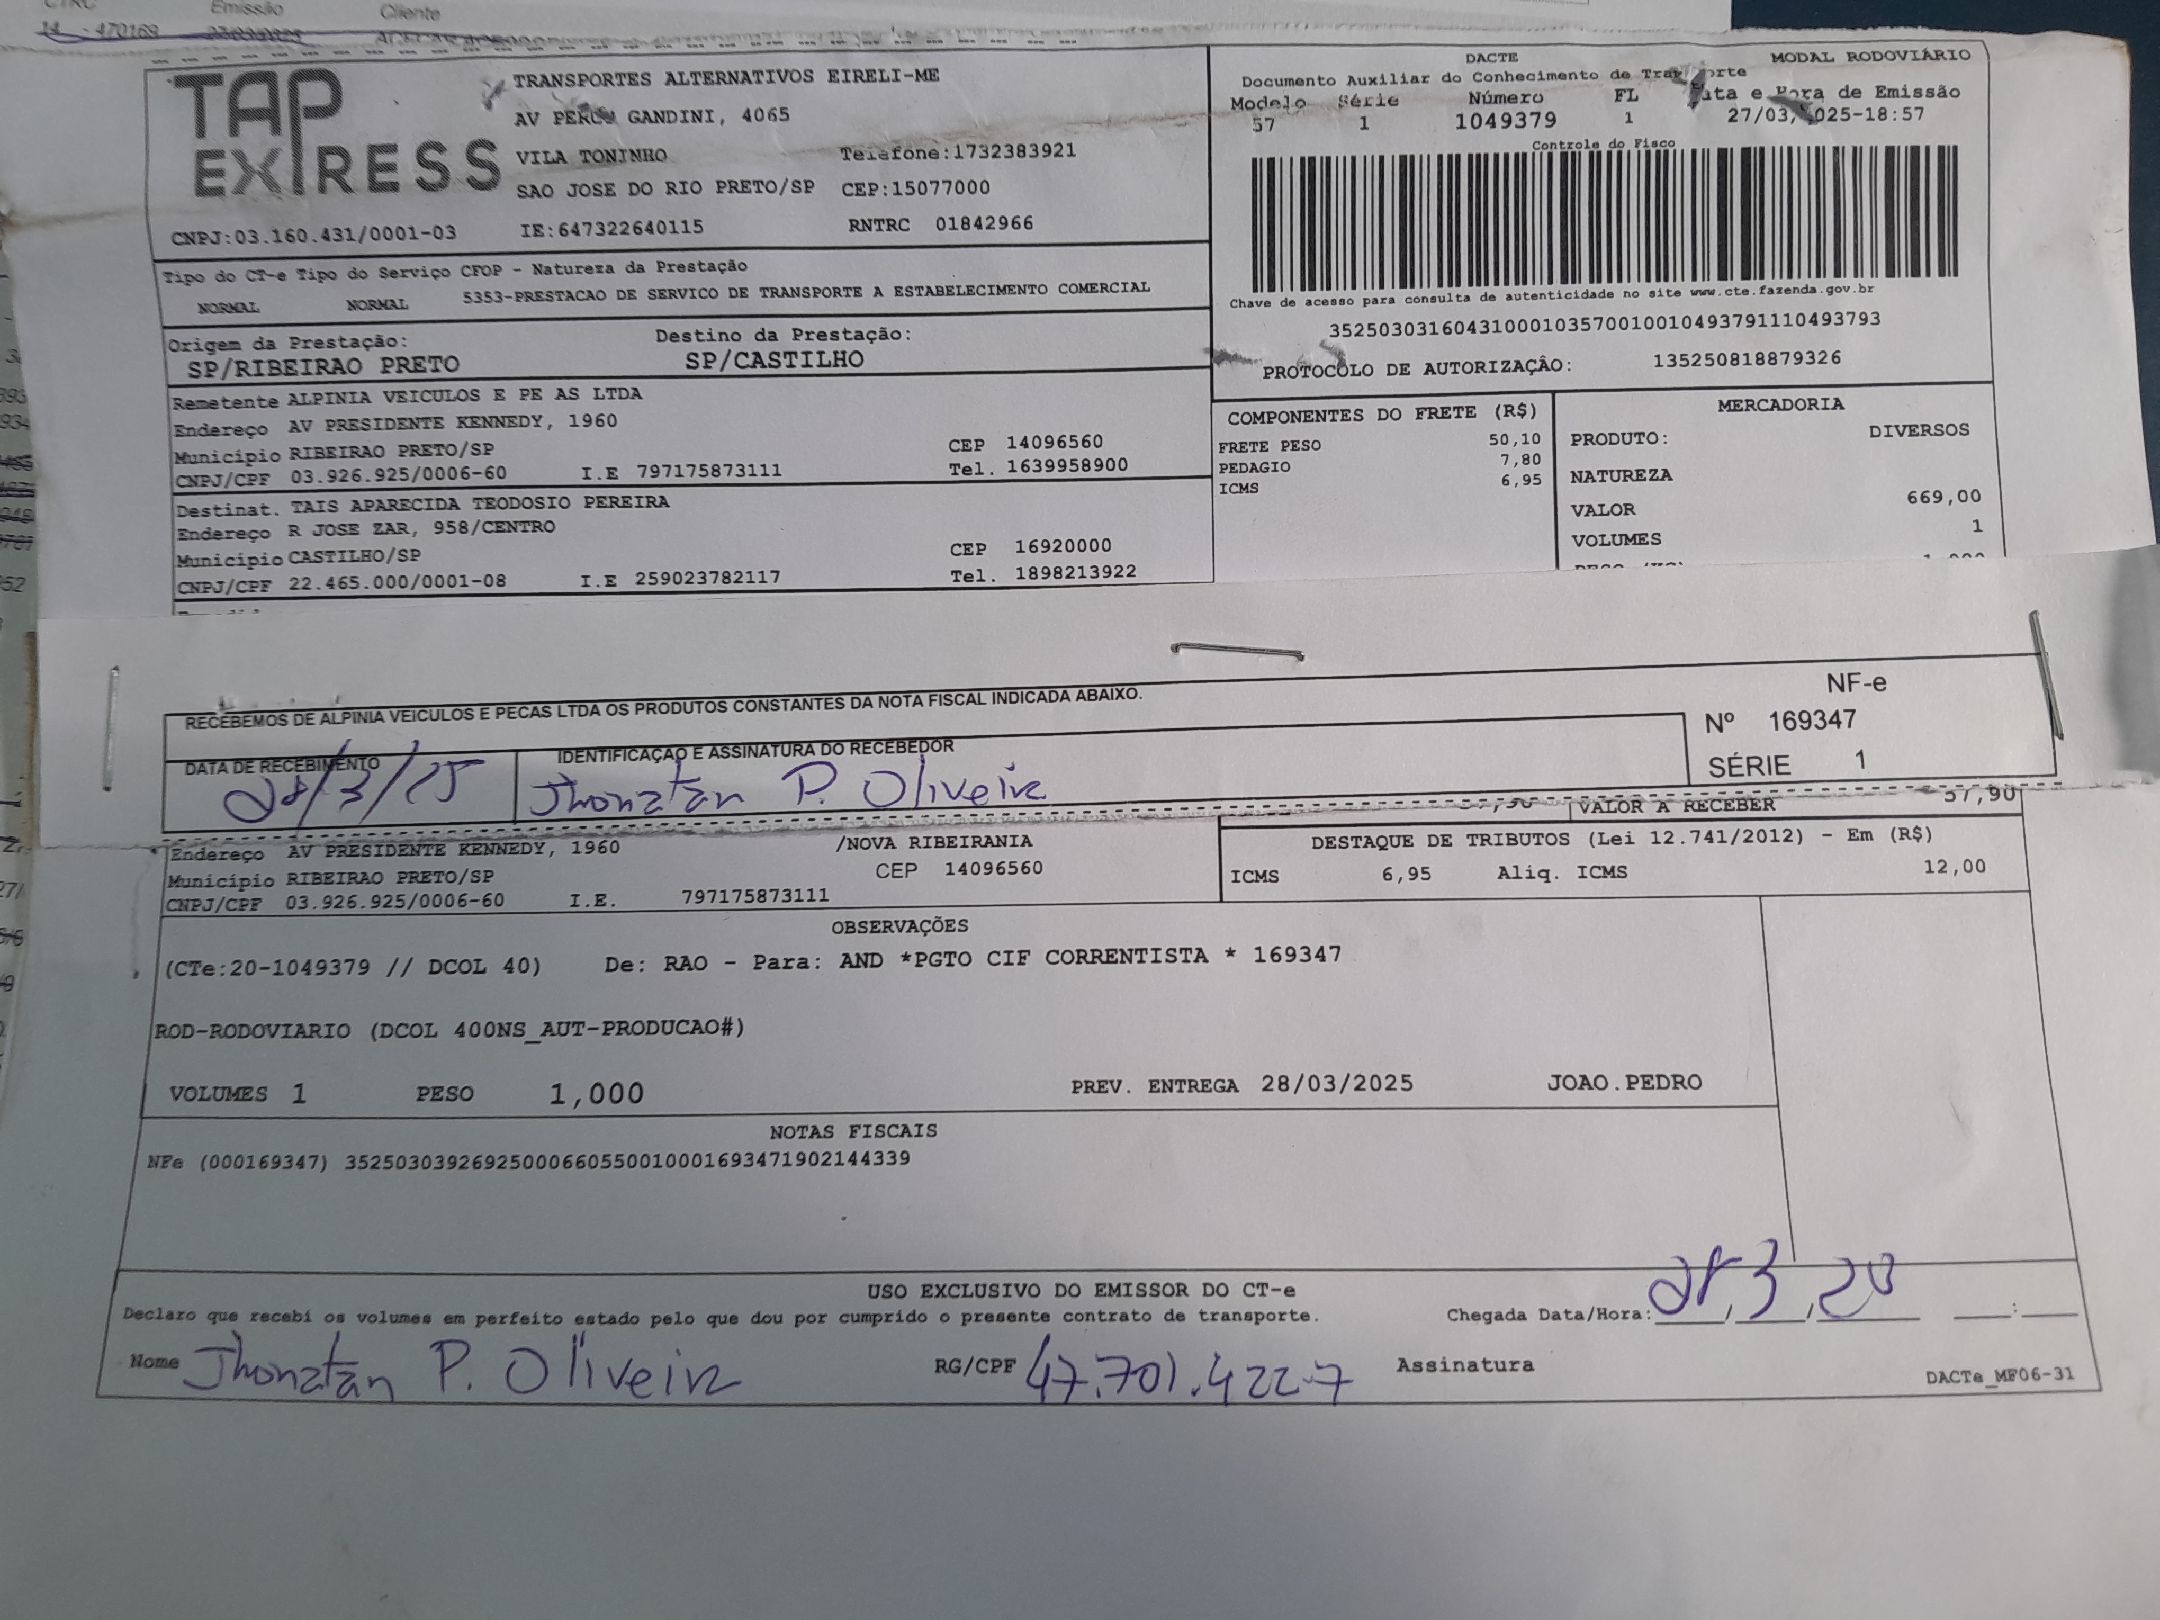 CTRC Emissão Cliente
14 - 470169
TAP EXPRESS
TRANSPORTES ALTERNATIVOS EIRELI-ME
AV GANDINI, 4065
VILA TONINHO Telefone:1732383921
SAO JOSE DO RIO PRETO/SP CEP:15077000
CNPJ:03.160.431/0001-03 IE:647322640115 RNTRC 01842966
DACTE MODAL RODOVIÁRIO
Documento Auxiliar do Conhecimento de
Modelo Série Número FL e de Emissão
57 1 1049379 1 27/03/ 025-18:57
Controle do Fisco
Chave de acesso para consulta de autenticidade no site www.cte.fazenda.gov.br
35250303160431000103570010010493791110493793
PROTOCOLO DE AUTORIZAÇÂO: 135250818879326
Tipo do CT-e Tipo do Serviço CFOP - Natureza da Prestação
NORMAL NORMAL 5353-PRESTACAO DE SERVICO DE TRANSPORTE A ESTABELECIMENTO COMERCIAL
Origem da Prestação: Destino da Prestação:
SP/RIBEIRAO PRETO SP/CASTILHO
Remetente ALPINIA VEICULOS E PE AS LTDA
Endereço AV PRESIDENTE KENNEDY, 1960
Município RIBEIRAO PRETO/SP CEP 14096560
CNPJ/CPF 03.926.925/0006-60 I.E 797175873111 Tel. 1639958900
Destinat. TAIS APARECIDA TEODOSIO PEREIRA
Endereço R JOSE ZAR, 958/CENTRO
Município CASTILHO/SP CEP 16920000
CNPJ/CPF 22.465.000/0001-08 I.E 259023782117 Tel. 1898213922
COMPONENTES DO FRETE (R$)
FRETE PESO 50,10
PEDAGIO 7,80
ICMS 6,95
MERCADORIA
PRODUTO: DIVERSOS
NATUREZA
VALOR 669,00
VOLUMES 1
RECEBEMOS DE ALPINIA VEICULOS E PECAS LTDA OS PRODUTOS CONSTANTES DA NOTA FISCAL INDICADA ABAIXO.
DATA DE RECEBIMENTO IDENTIFICAÇAO E ASSINATURA DO RECEBEDOR
28/3/25 Jhonatan P. Oliveira
NF-e
Nº 169347
SÉRIE 1
VALOR A RECEBER 57,90
Endereço AV PRESIDENTE KENNEDY, 1960 /NOVA RIBEIRANIA
Município RIBEIRAO PRETO/SP CEP 14096560
CNPJ/CPF 03.926.925/0006-60 I.E. 797175873111
DESTAQUE DE TRIBUTOS (Lei 12.741/2012) - Em (R$)
ICMS 6,95 Aliq. ICMS 12,00
OBSERVAÇÕES
(CTe:20-1049379 // DCOL 40) De: RAO - Para: AND *PGTO CIF CORRENTISTA * 169347
ROD-RODOVIARIO (DCOL 400NS_AUT-PRODUCAO#)
VOLUMES 1 PESO 1,000 PREV. ENTREGA 28/03/2025 JOAO.PEDRO
NOTAS FISCAIS
NFe (000169347) 35250303926925000660550010001693471902144339
USO EXCLUSIVO DO EMISSOR DO CT-e
Declaro que recebi os volumes em perfeito estado pelo que dou por cumprido o presente contrato de transporte. Chegada Data/Hora: 28/3/20 :
Nome Jhonatan P. Oliveira RG/CPF 47.701.422-7 Assinatura
DACTe_MF06-31